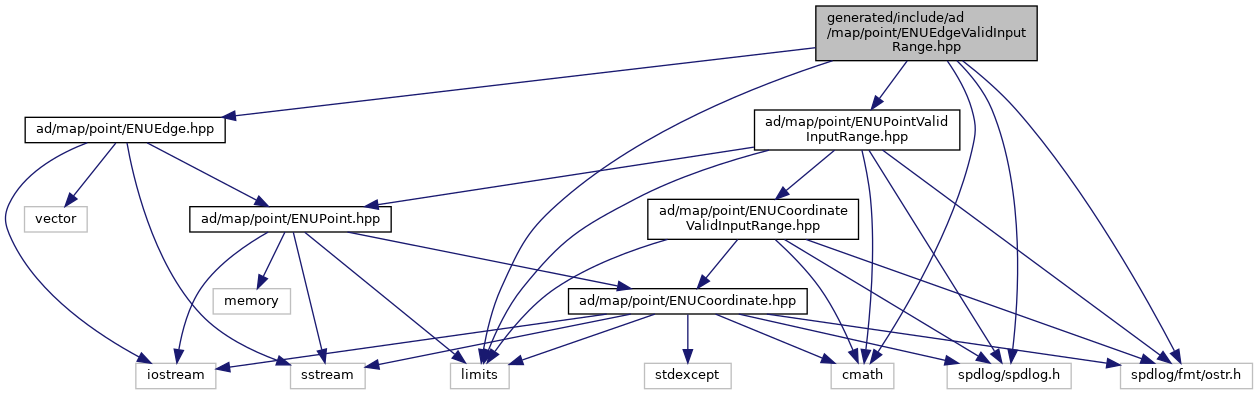 generated/include/ad
/map/point/ENUEdgeValidInput
Range.hpp
ad/map/point/ENUEdge.hpp
ad/map/point/ENUPointValid
InputRange.hpp
vector
ad/map/point/ENUPoint.hpp
ad/map/point/ENUCoordinate
ValidInputRange.hpp
memory
ad/map/point/ENUCoordinate.hpp
iostream
sstream
limits
stdexcept
cmath
spdlog/spdlog.h
spdlog/fmt/ostr.h